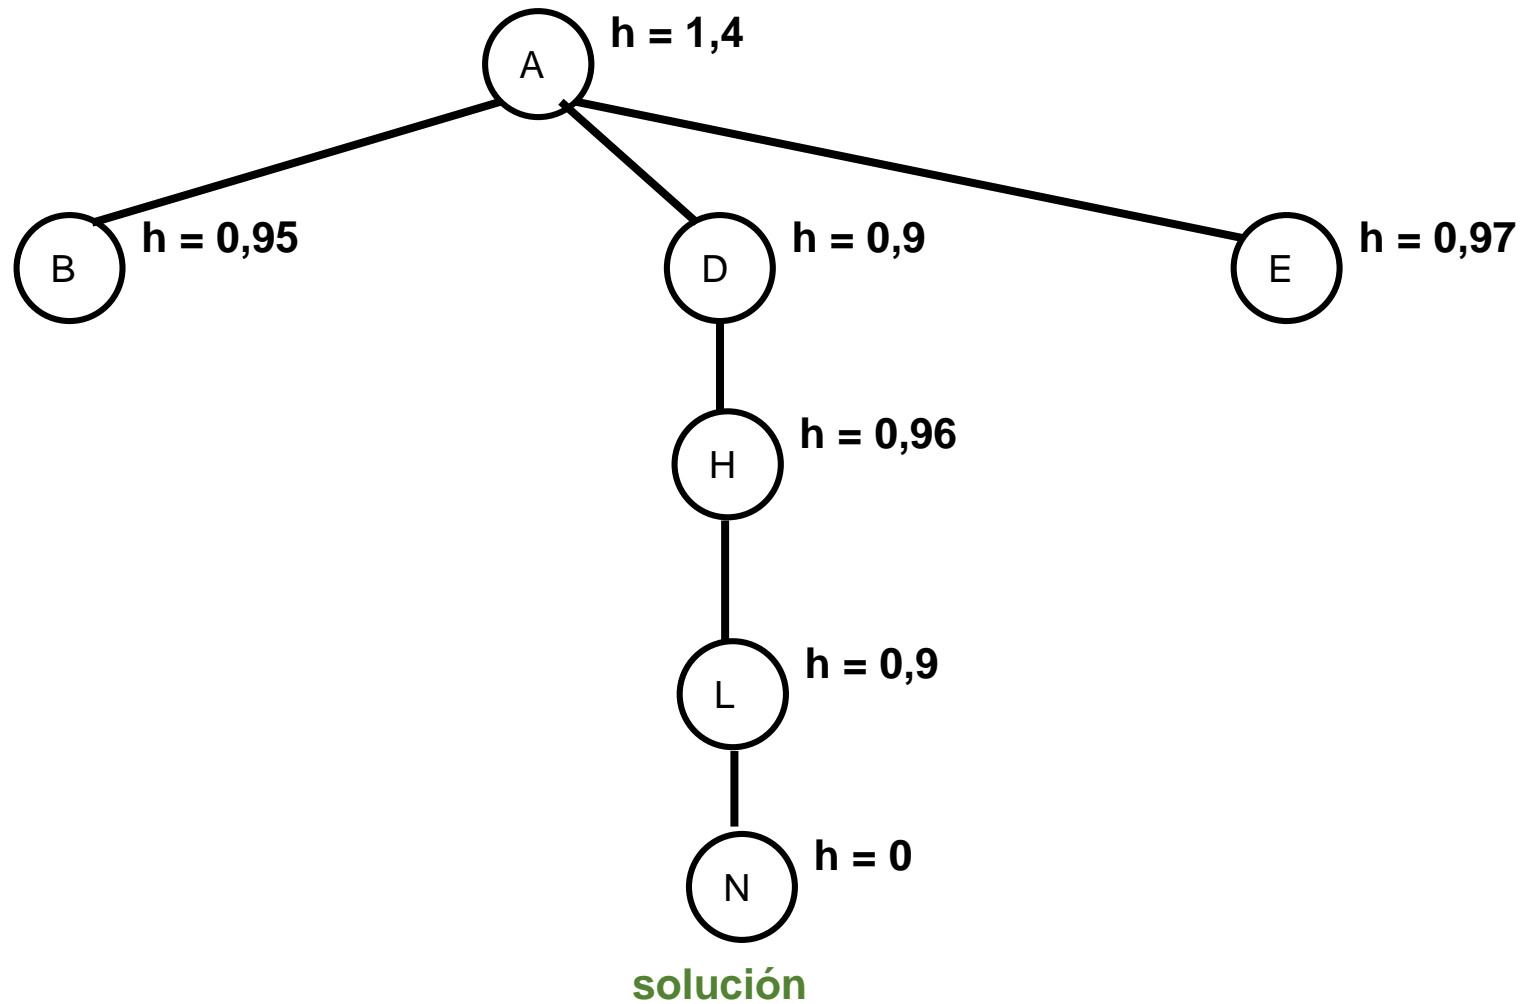 A
h = 1,4
B
h = 0,95
D
h = 0,9
E
h = 0,97
H
h = 0,96
L
h = 0,9
N
h = 0
solución